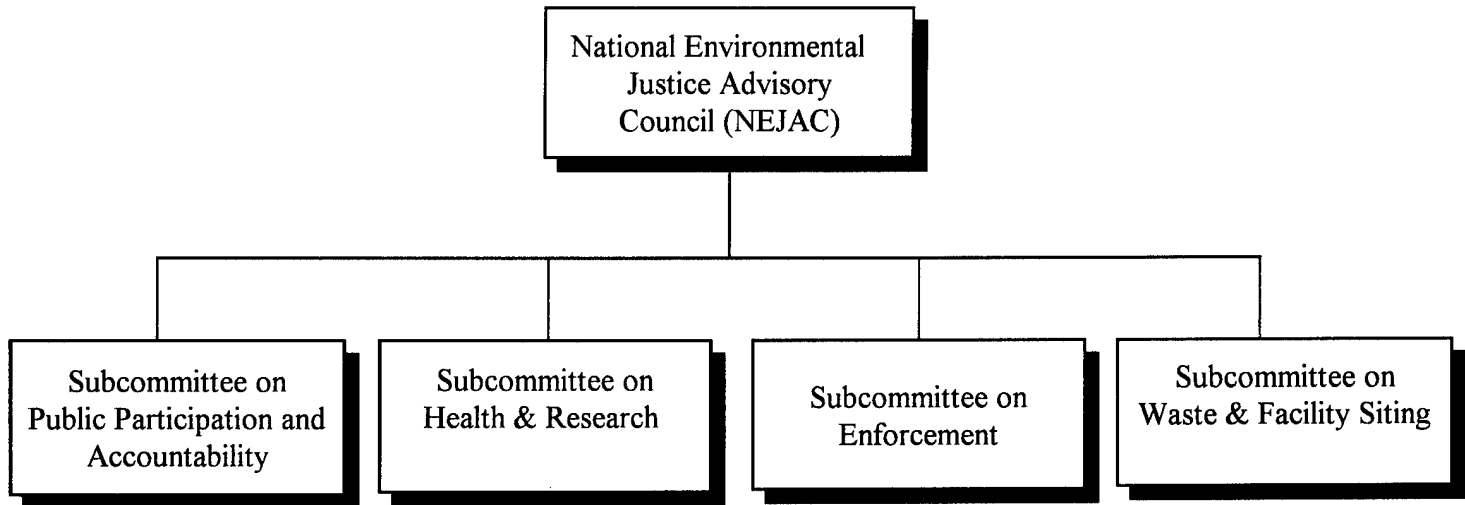 National Environmental
Justice Advisory
Council (NEJAC)
Subcommittee on
Public Participation and
Accountability
Subcommittee on
Health & Research
Subcommittee on
Enforcement
Subcommittee on
Waste & Facility Siting